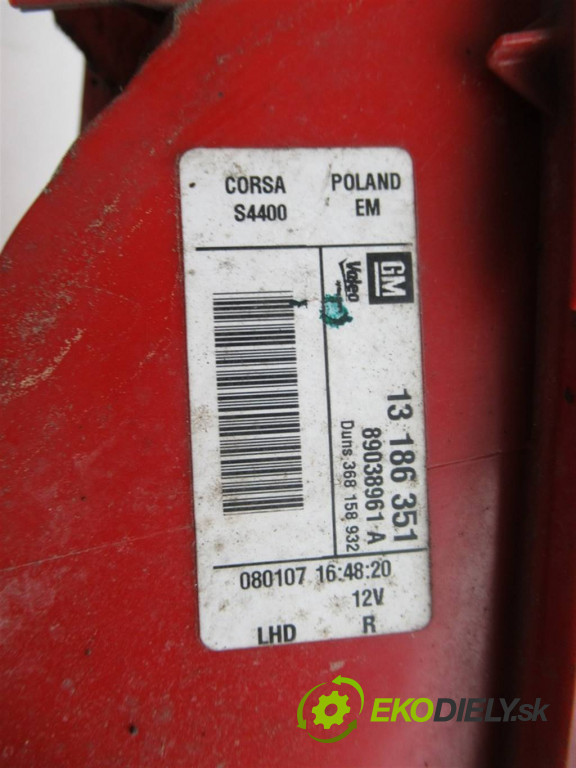 CORSA
S4400
POLAND
EM
GM
Valeo
13 186 351
89038961 A
Duns: 368 158 932
080107 16:48:20
12V
LHD
R
EKODIELY.sk